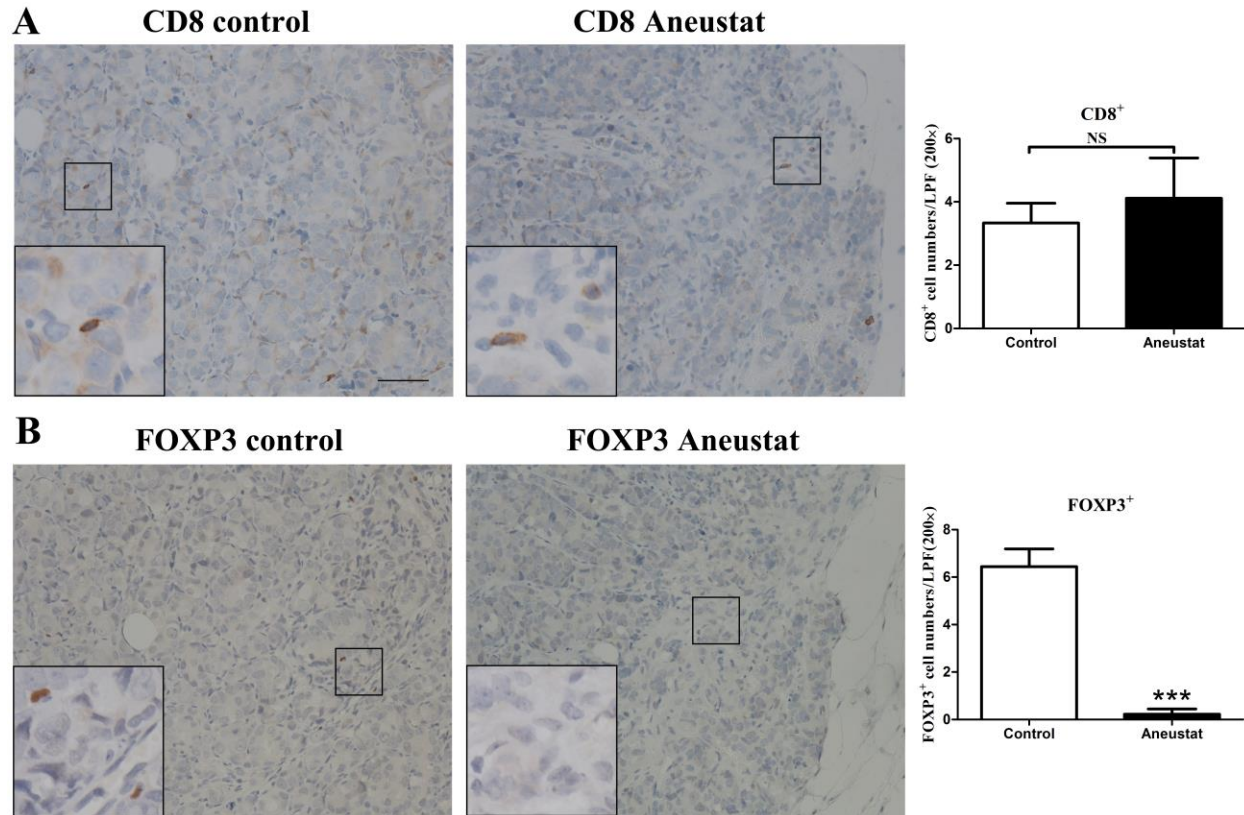 A
CD8 control
CD8 Aneustat
CD8+
NS
CD8+ cell numbers/LPF (200×)
6
4
2
0
Control
Aneustat
B
FOXP3 control
FOXP3 Aneustat
FOXP3+
FOXP3+ cell numbers/LPF(200×)
8
6
4
2
0
***
Control
Aneustat